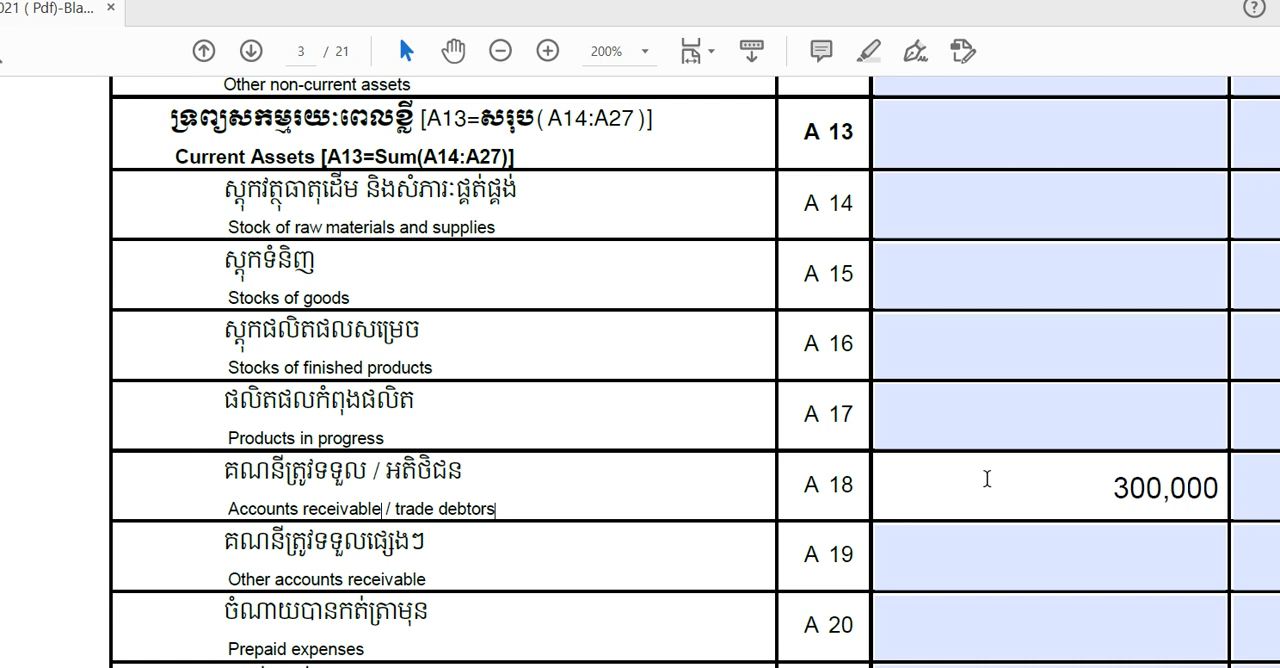 021 ( Pdf)-Bla... ×
3 / 21
200%
Other non-current assets
ទ្រព្យសកម្មរយៈពេលខ្លី [A13=សរុប( A14:A27 )]
A 13
Current Assets [A13=Sum(A14:A27)]
ស្តុកវត្ថុធាតុដើម និងសំភារៈផ្គត់ផ្គង់
A 14
Stock of raw materials and supplies
ស្តុកទំនិញ
A 15
Stocks of goods
ស្តុកផលិតផលសម្រេច
A 16
Stocks of finished products
ផលិតផលកំពុងផលិត
A 17
Products in progress
គណនីត្រូវទទួល / អតិថិជន
A 18
300,000
Accounts receivable / trade debtors
គណនីត្រូវទទួលផ្សេងៗ
A 19
Other accounts receivable
ចំណាយបានកត់ត្រាមុន
A 20
Prepaid expenses